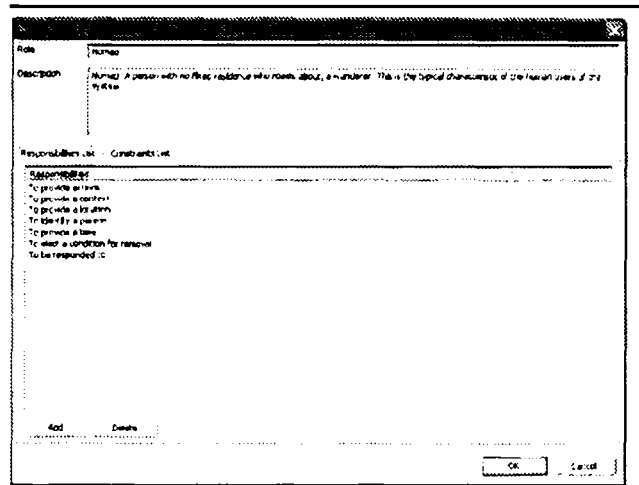 Role
Nomad
Description
Nomad: A person with no fixed residence who roams about; a wanderer. This is the typical characteristics of the human users of the
system
Responsibilities List Constraints List
Responsibilities
To provide
To provide a context
To provide a location
To identify a person
To provide a time
To elect a condition for removal
To be responded to
Add Delete
OK Cancel